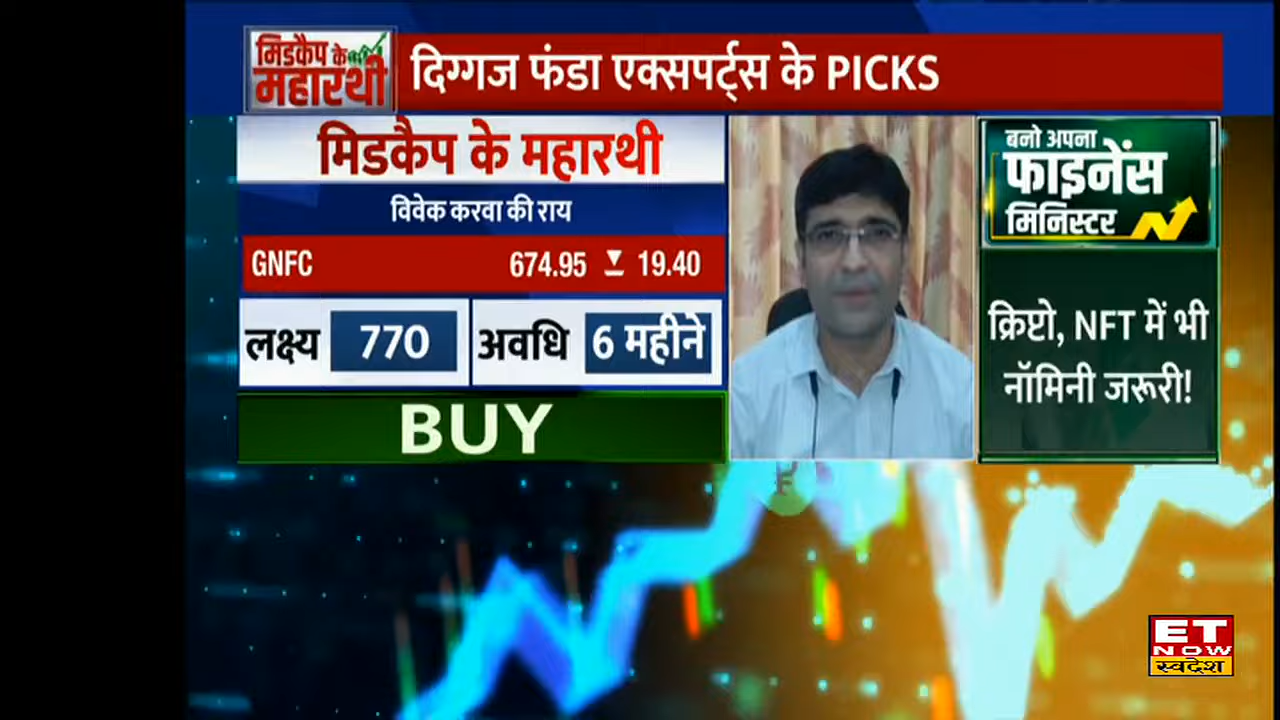 मिडकैप के
महारथी
दिग्गज फंडा एक्सपर्ट्स के PICKS
मिडकैप के महारथी
विवेक करवा की राय
GNFC 674.95 19.40
लक्ष्य 770 अवधि 6 महीने
BUY
बनो अपना
फाइनेंस
मिनिस्टर
क्रिप्टो, NFT में भी
नॉमिनी जरूरी!
ET
NOW
स्वदेश